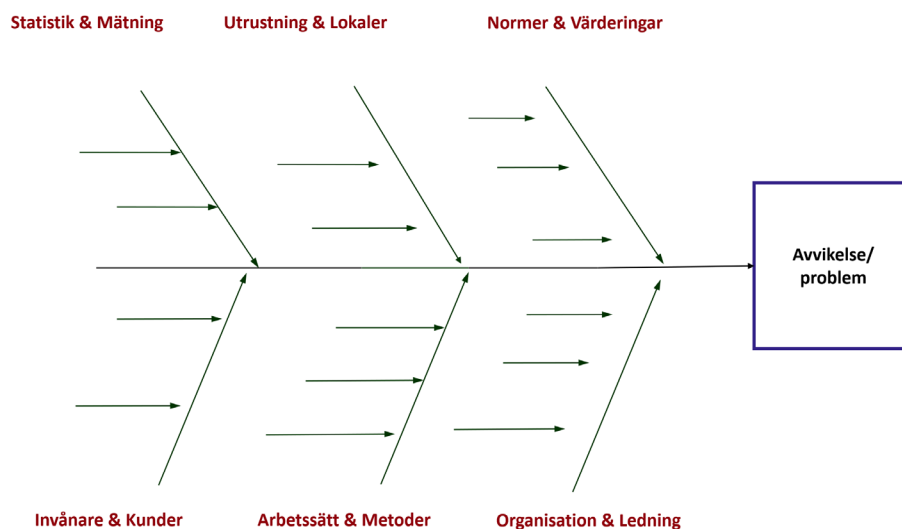 Statistik & Mätning
Utrustning & Lokaler
Normer & Värderingar
Avvikelse/
problem
Invånare & Kunder
Arbetssätt & Metoder
Organisation & Ledning